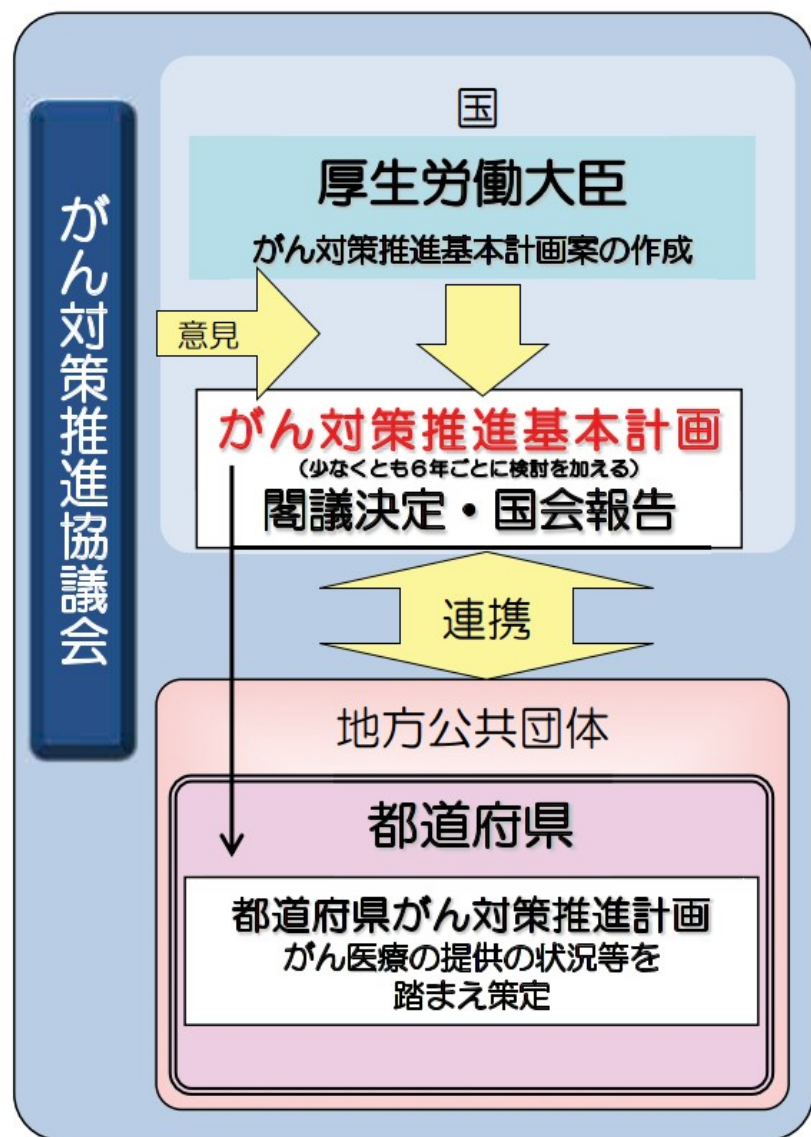 がん対策推進協議会
国
厚生労働大臣
がん対策推進基本計画案の作成
意見
がん対策推進基本計画
（少なくとも６年ごとに検討を加える）
閣議決定・国会報告
連携
地方公共団体
都道府県
都道府県がん対策推進計画
がん医療の提供の状況等を
踏まえ策定